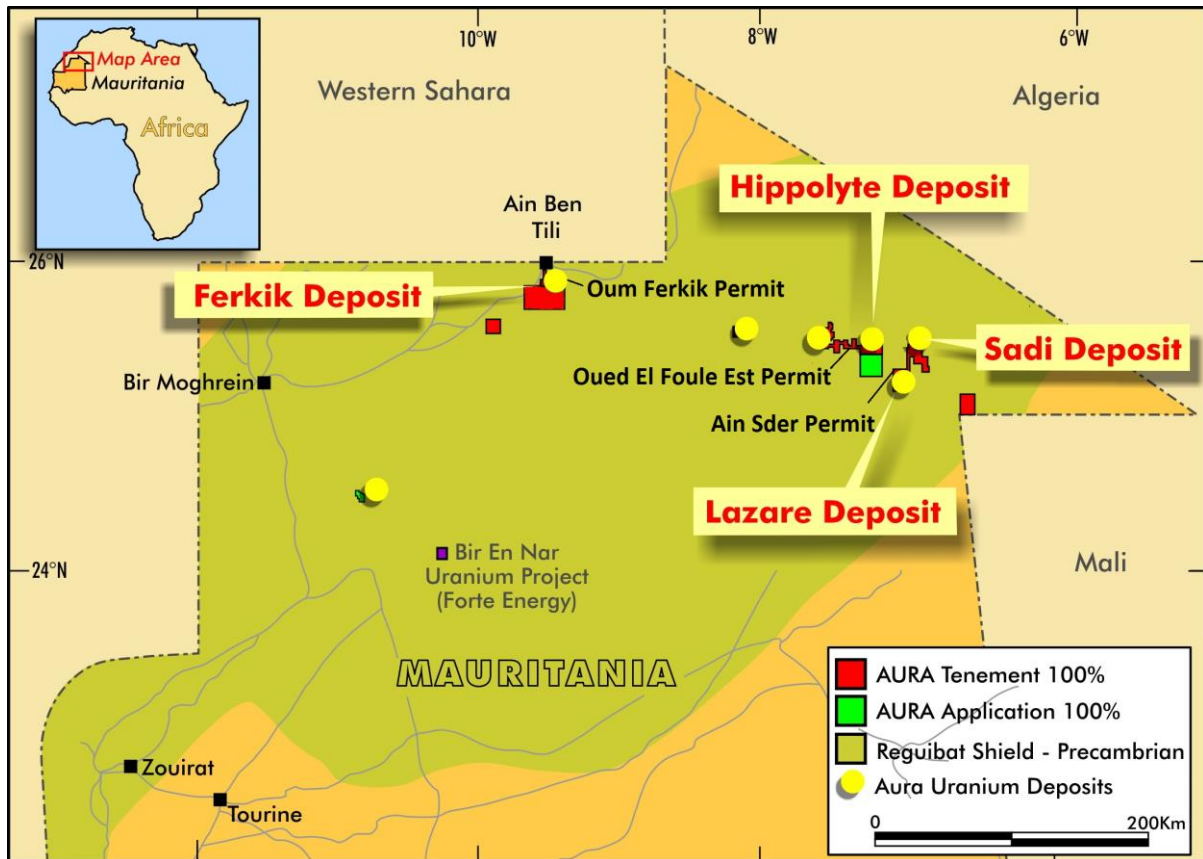 10°W
8°W
6°W
Map Area
Mauritania
Africa
Western Sahara
Algeria
Hippolyte Deposit
Ain Ben
Tili
26°N
Ferkik Deposit
Oum Ferkik Permit
Sadi Deposit
Oued El Foule Est Permit
Bir Moghrein
Ain Sder Permit
Lazare Deposit
24°N
Bir En Nar
Uranium Project
(Forte Energy)
Mali
MAURITANIA
AURA Tenement 100%
AURA Application 100%
Reguibat Shield - Precambrian
Aura Uranium Deposits
0
200Km
Zouirat
Tourine